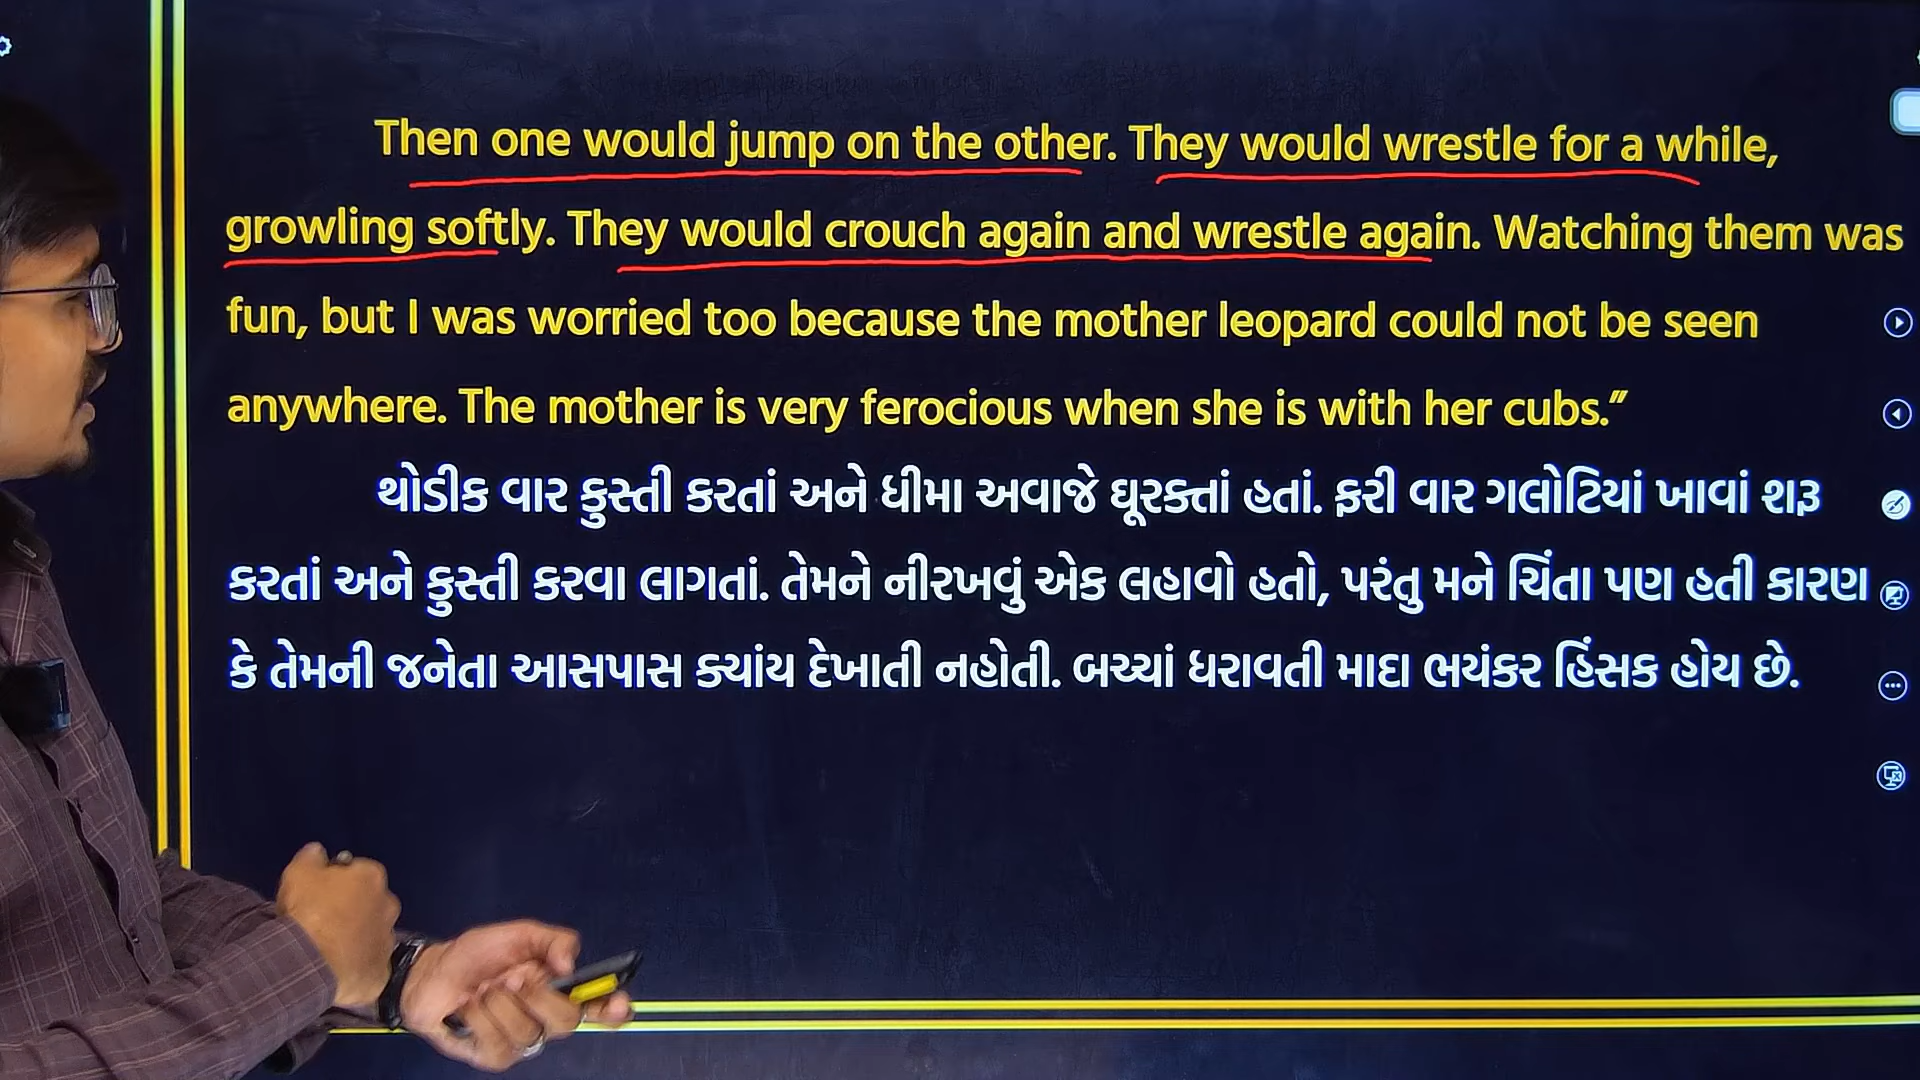 Then one would jump on the other. They would wrestle for a while,
growling softly. They would crouch again and wrestle again. Watching them was
fun, but I was worried too because the mother leopard could not be seen
anywhere. The mother is very ferocious when she is with her cubs.”
થોડીક વાર કુસ્તી કરતાં અને ધીમા અવાજે ઘૂરકતાં હતાં. ફરી વાર ગલોટિયાં ખાવાં શરૂ
કરતાં અને કુસ્તી કરવા લાગતાં. તેમને નીરખવું એક લહાવો હતો, પરંતુ મને ચિંતા પણ હતી કારણ
કે તેમની જનેતા આસપાસ ક્યાંય દેખાતી નહોતી. બચ્ચાં ધરાવતી માદા ભયંકર હિંસક હોય છે.